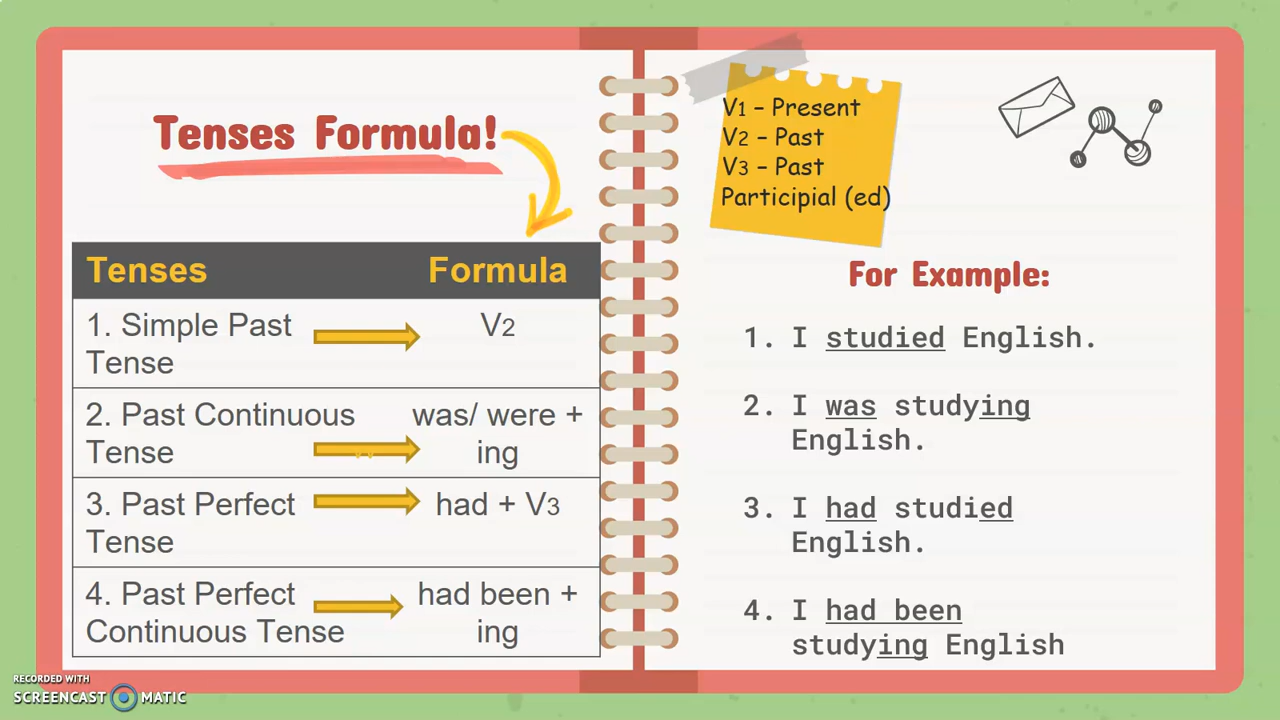 Tenses Formula!
Tenses Formula
1. Simple Past V2
Tense
2. Past Continuous was/ were +
Tense ing
3. Past Perfect had + V3
Tense
4. Past Perfect had been +
Continuous Tense ing
V1 – Present
V2 – Past
V3 – Past
Participial (ed)
For Example:
1. I studied English.
2. I was studying
English.
3. I had studied
English.
4. I had been
studying English
RECORDED WITH
SCREENCAST MATIC